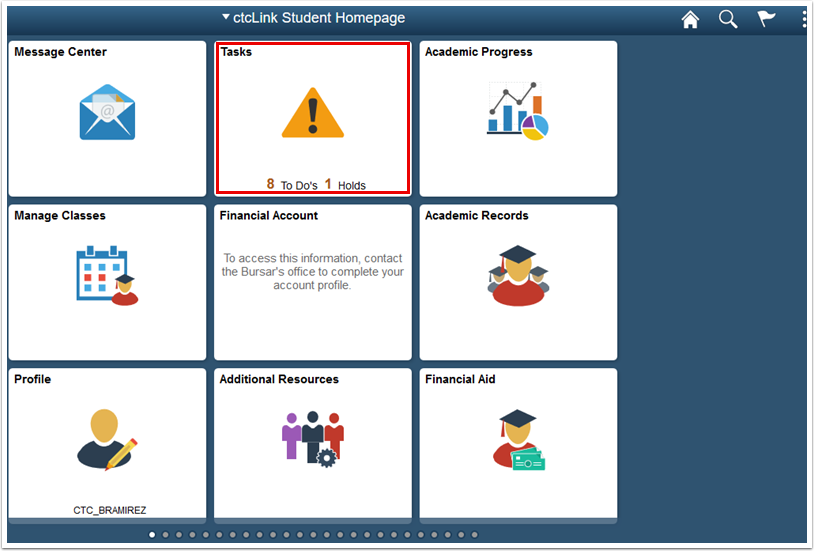 ctcLink Student Homepage
Message Center
Tasks
8 To Do's 1 Holds
Academic Progress
Manage Classes
Financial Account
To access this information, contact
the Bursar's office to complete your
account profile.
Academic Records
Profile
CTC_BRAMIREZ
Additional Resources
Financial Aid